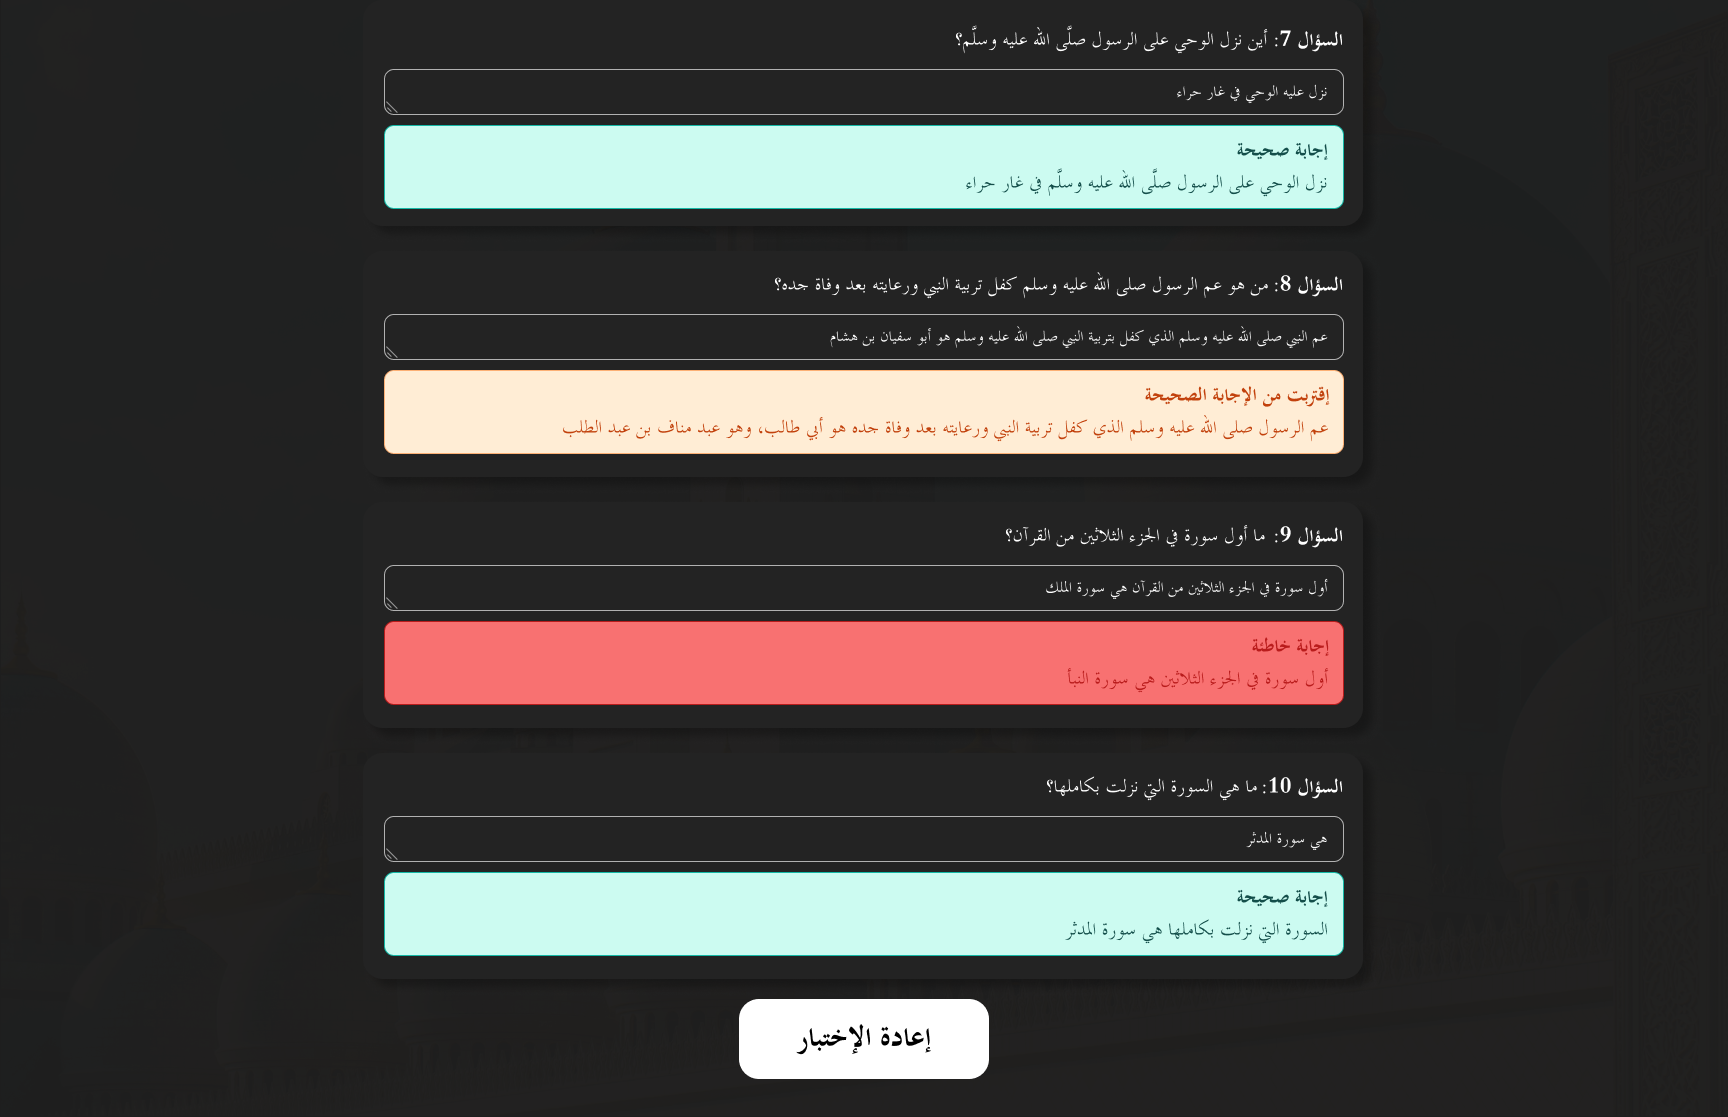 السؤال 7: أين نزل الوحي على الرسول صلَّى الله عليه وسلَّم؟
نزل عليه الوحي في غار حراء
إجابة صحيحة
نزل الوحي على الرسول صلَّى الله عليه وسلَّم في غار حراء
السؤال 8: من هو عم الرسول صلى الله عليه وسلم كفل تربية النبي ورعايته بعد وفاة جده؟
عم النبي صلى الله عليه وسلم الذي كفل بتربية النبي صلى الله عليه وسلم هو أبو سفيان بن هشام
إقتربت من الإجابة الصحيحة
عم الرسول صلى الله عليه وسلم الذي كفل تربية النبي ورعايته بعد وفاة جده هو أبي طالب، وهو عبد مناف بن عبد الطلب
السؤال 9: ما أول سورة في الجزء الثلاثين من القرآن؟
أول سورة في الجزء الثلاثين من القرآن هي سورة الملك
إجابة خاطئة
أول سورة في الجزء الثلاثين هي سورة النبأ
السؤال 10: ما هي السورة التي نزلت بكاملها؟
هي سورة المدثر
إجابة صحيحة
السورة التي نزلت بكاملها هي سورة المدثر
إعادة الإختبار